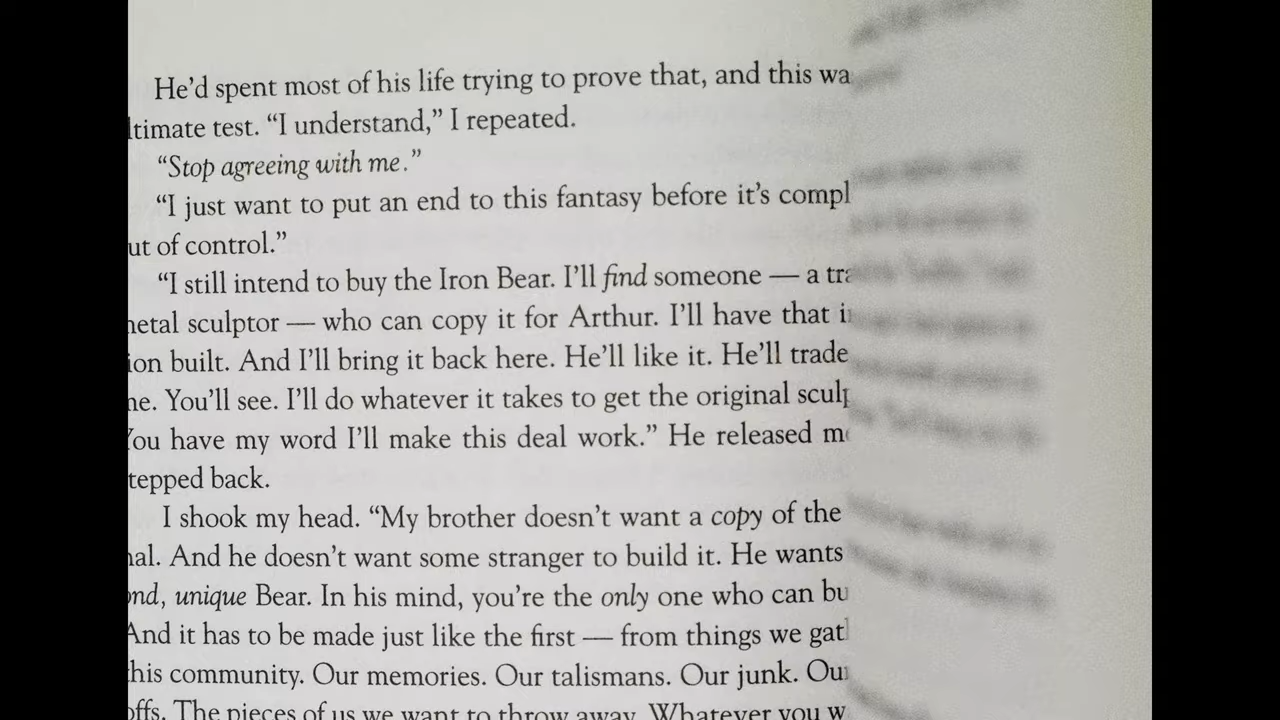 He’d spent most of his life trying to prove that, and this wa
ltimate test. “I understand,” I repeated.
“Stop agreeing with me.”
“I just want to put an end to this fantasy before it’s compl
ut of control.”
“I still intend to buy the Iron Bear. I’ll find someone — a tra
netal sculptor — who can copy it for Arthur. I’ll have that i
ion built. And I’ll bring it back here. He’ll like it. He’ll trade
ne. You’ll see. I’ll do whatever it takes to get the original sculp
You have my word I’ll make this deal work.” He released m
tepped back.
I shook my head. “My brother doesn’t want a copy of the
nal. And he doesn’t want some stranger to build it. He wants
ond, unique Bear. In his mind, you’re the only one who can bu
And it has to be made just like the first — from things we gat
this community. Our memories. Our talismans. Our junk. Our
offs. The pieces of us we want to throw away. Whatever you w